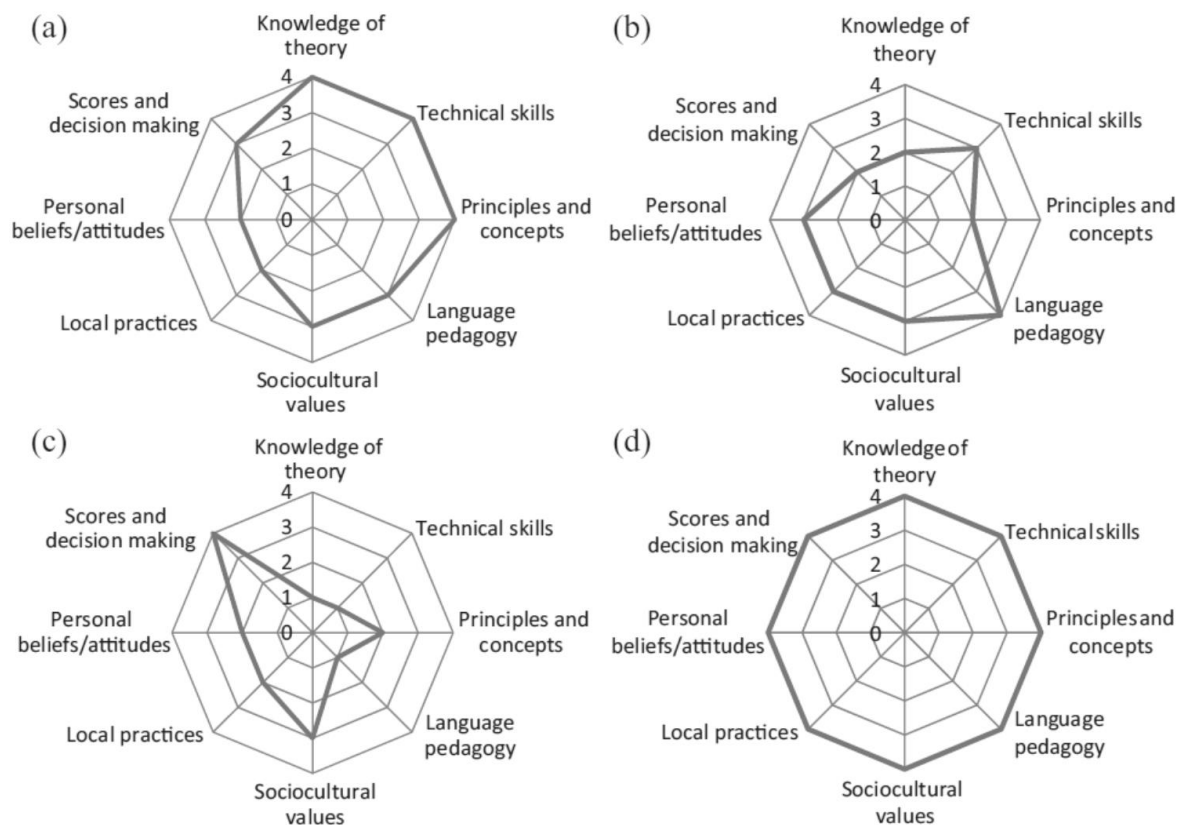 (a)
Knowledge of
theory
4
3
2
1
0
Technical skills
Principles and
concepts
Language
pedagogy
Sociocultural
values
Local practices
Personal
beliefs/attitudes
Scores and
decision making
(b)
Knowledge of
theory
4
3
2
1
0
Technical skills
Principles and
concepts
Language
pedagogy
Sociocultural
values
Local practices
Personal
beliefs/attitudes
Scores and
decision making
(c)
Knowledge of
theory
4
3
2
1
0
Technical skills
Principles and
concepts
Language
pedagogy
Sociocultural
values
Local practices
Personal
beliefs/attitudes
Scores and
decision making
(d)
Knowledge of
theory
4
3
2
1
0
Technical skills
Principles and
concepts
Language
pedagogy
Sociocultural
values
Local practices
Personal
beliefs/attitudes
Scores and
decision making